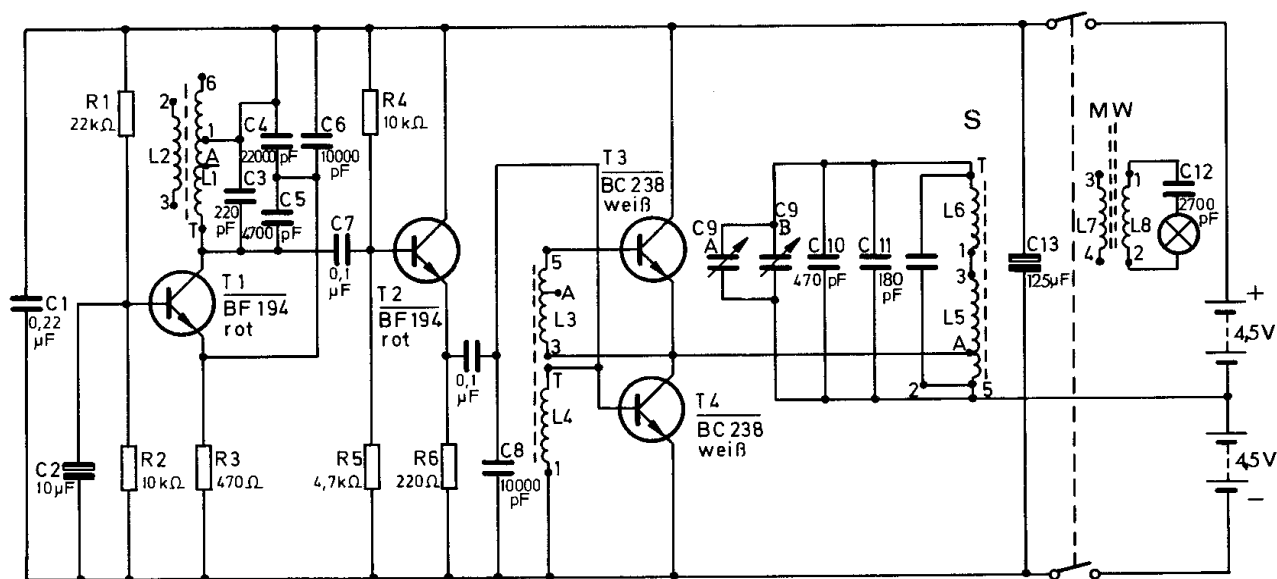 R1
22kΩ
2
L2
3
6
1
A
L1
T
C4
22000
pF
C3
220
pF
C5
4700
pF
C6
10000
pF
R4
10kΩ
C7
0,1
µF
T1
BF 194
rot
T2
BF 194
rot
C1
0,22
µF
C2
10µF
R2
10kΩ
R3
470Ω
R5
4,7kΩ
R6
220Ω
0,1
µF
C8
10000
pF
5
A
L3
3
T
L4
1
T3
BC 238
weiß
T4
BC 238
weiß
C9
A
C9
B
C10
470
pF
C11
180
pF
S
T
L6
1
3
L5
A
2
5
C13
125µF
MW
3
L7
4
1
L8
2
C12
2700
pF
+
4,5V
4,5V
−